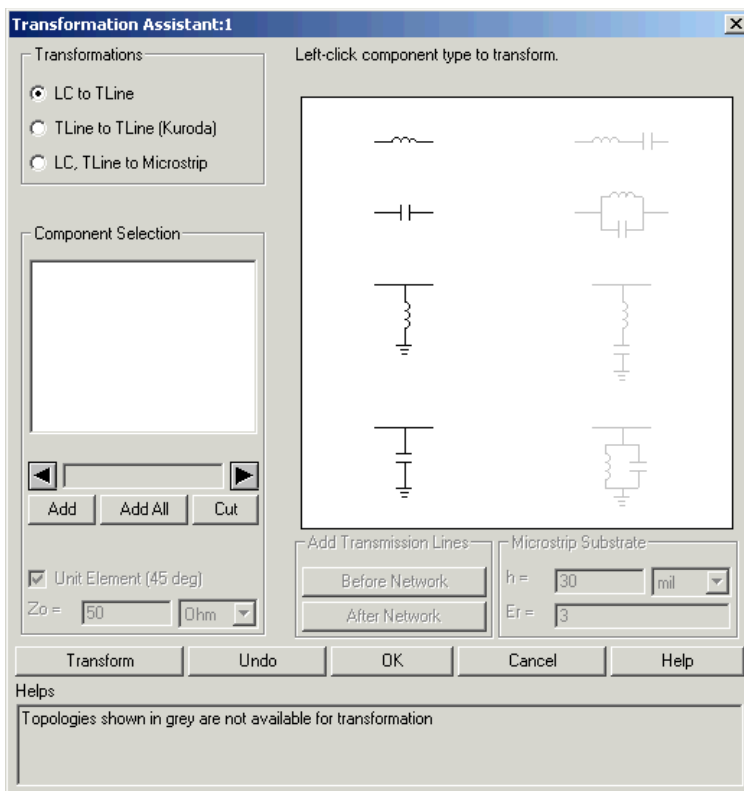 Transformation Assistant:1
Transformations
LC to TLine
TLine to TLine (Kuroda)
LC, TLine to Microstrip
Left-click component type to transform.
Component Selection
Add
Add All
Cut
Unit Element (45 deg)
Zo = 50 Ohm
Add Transmission Lines
Before Network
After Network
Microstrip Substrate
h = 30 mil
Er = 3
Transform
Undo
OK
Cancel
Help
Helps
Topologies shown in grey are not available for transformation